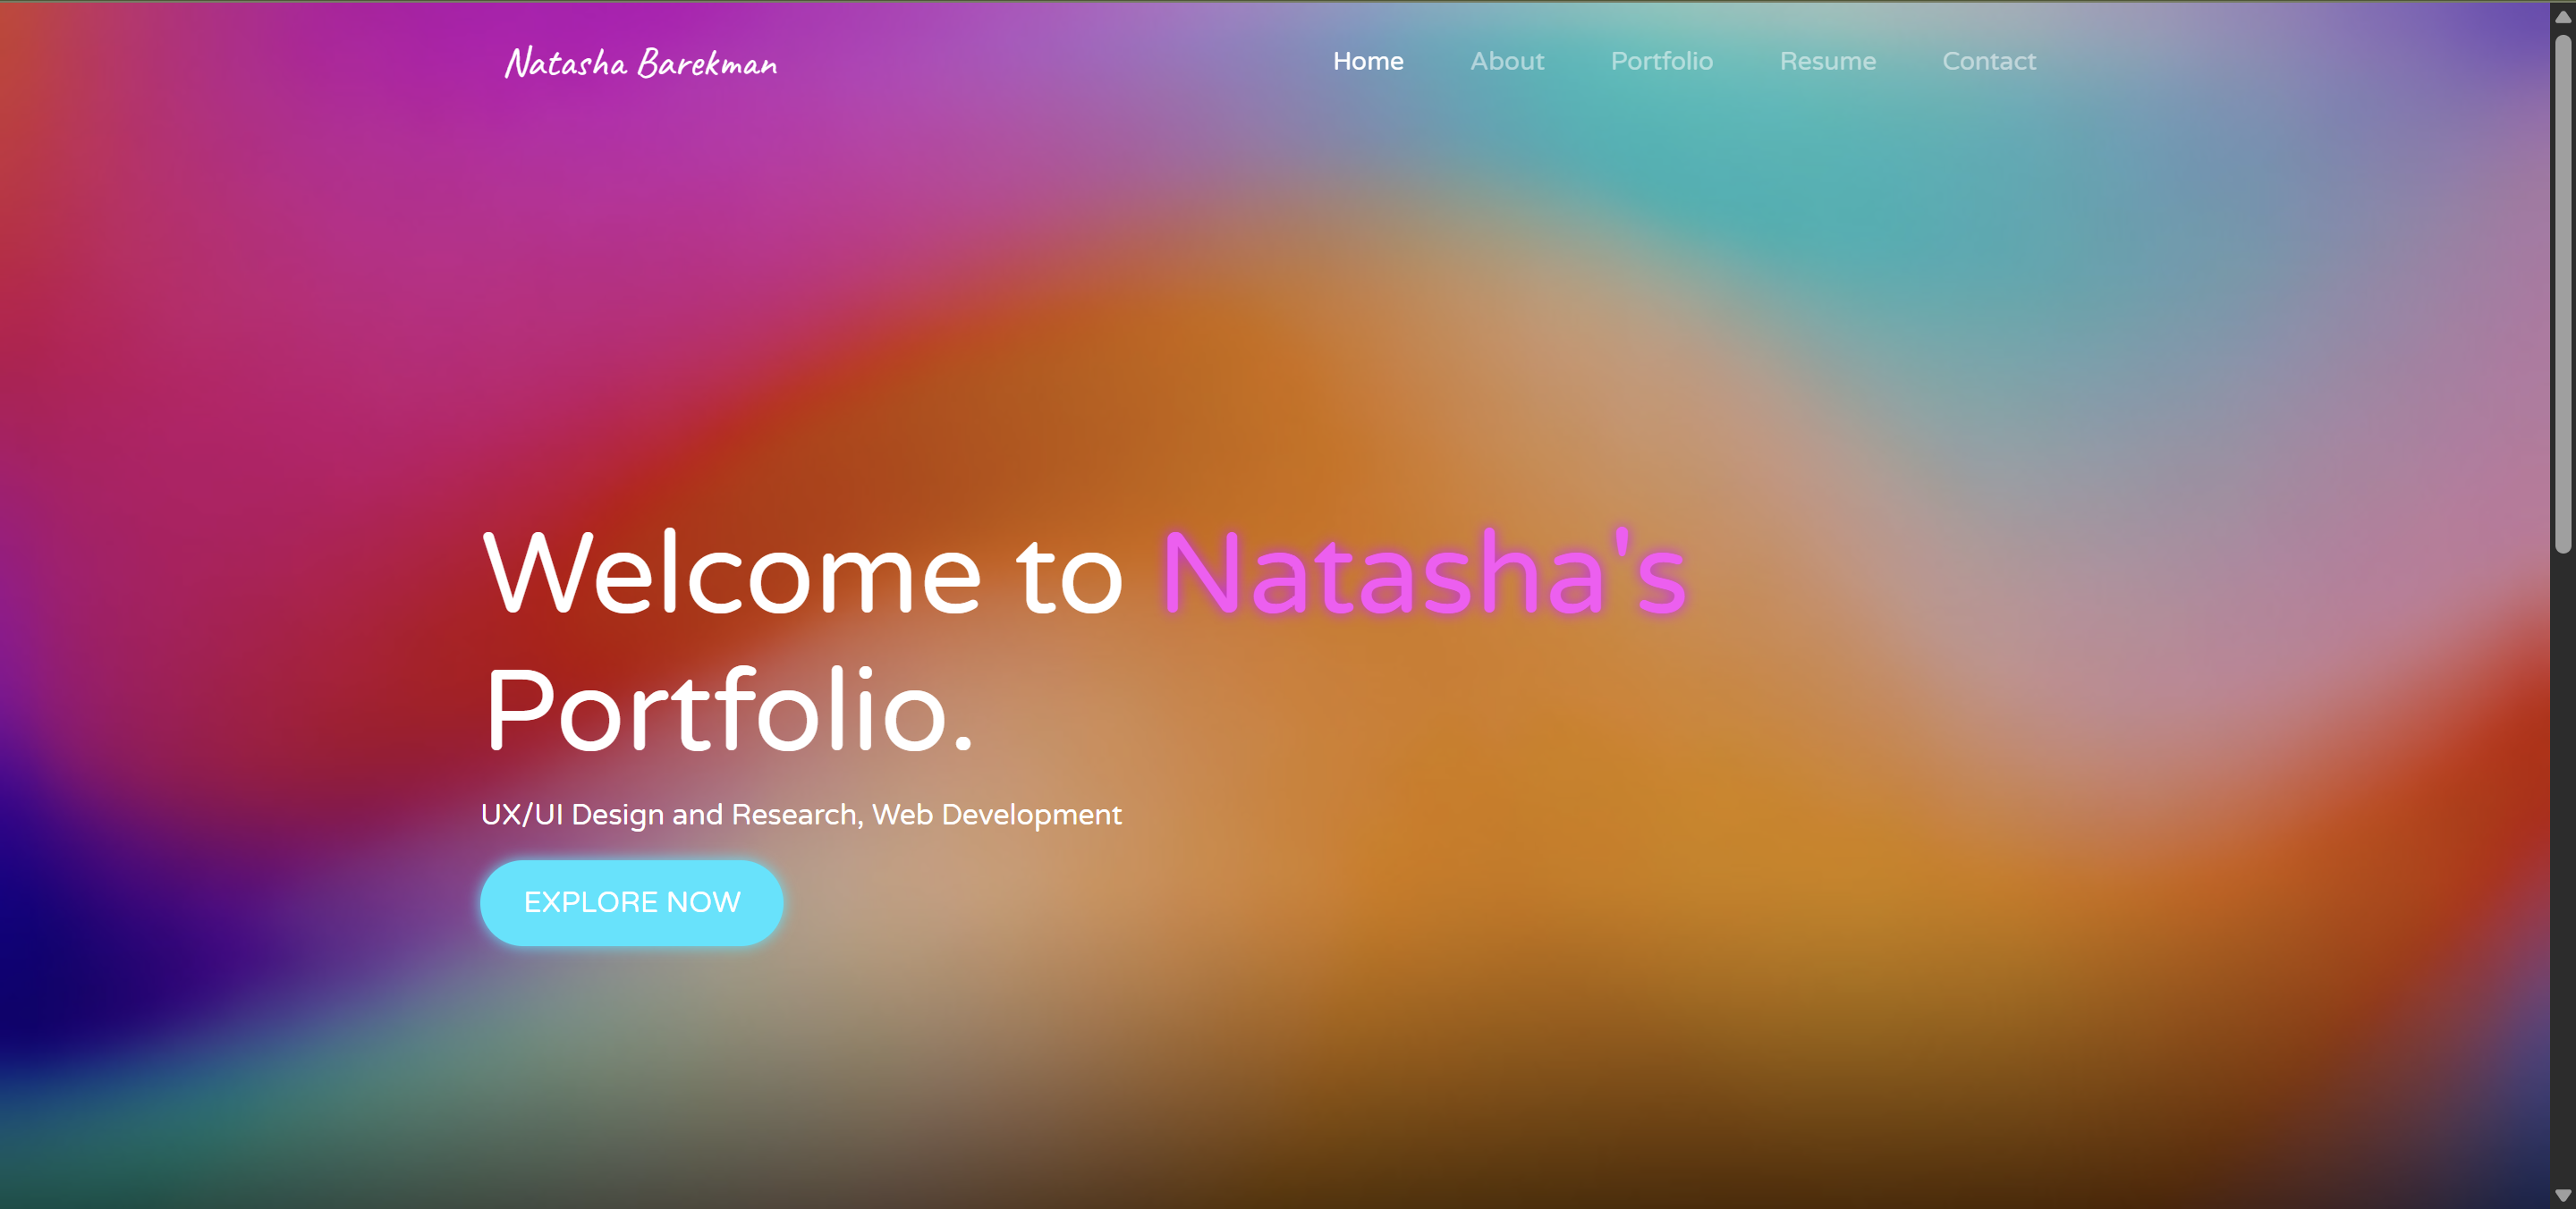 Natasha Barekman
Home About Portfolio Resume Contact
Welcome to Natasha's
Portfolio.
UX/UI Design and Research, Web Development
EXPLORE NOW